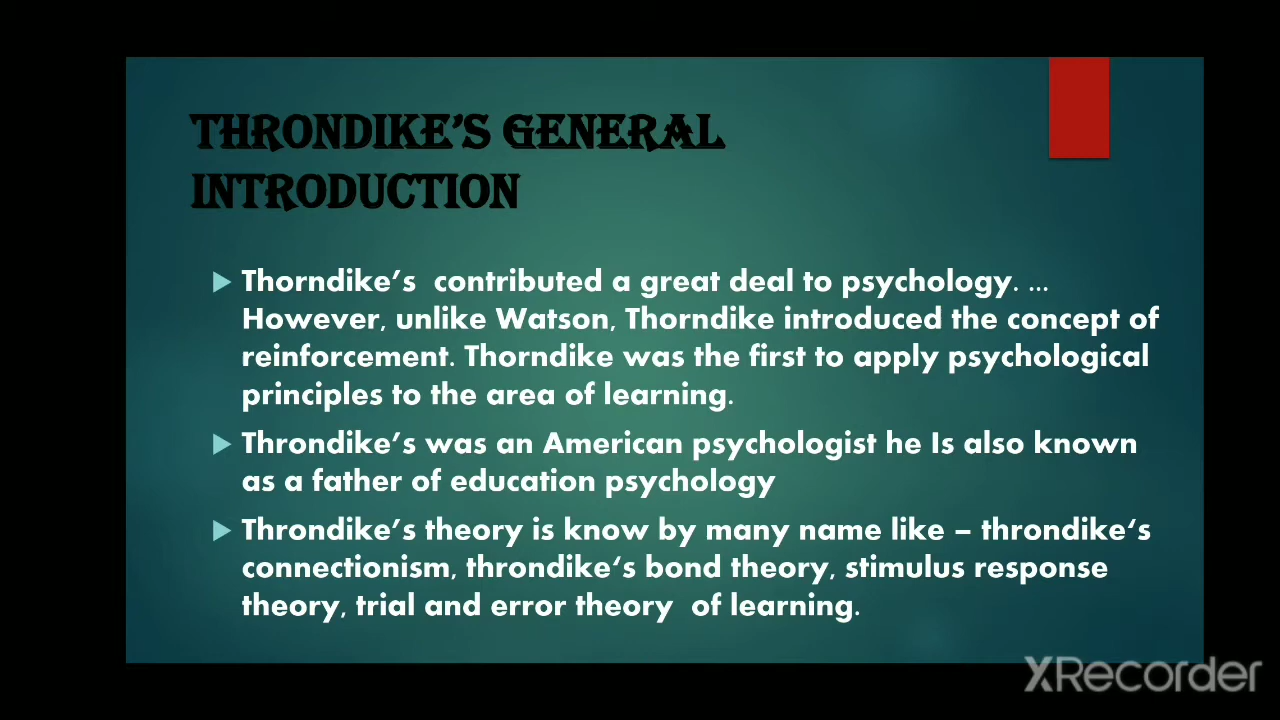 THRONDIKE'S GENERAL
INTRODUCTION
Thorndike's contributed a great deal to psychology. ...
However, unlike Watson, Thorndike introduced the concept of
reinforcement. Thorndike was the first to apply psychological
principles to the area of learning.
Throndike's was an American psychologist he Is also known
as a father of education psychology
Throndike's theory is know by many name like – throndike‘s
connectionism, throndike‘s bond theory, stimulus response
theory, trial and error theory of learning.
XRecorder